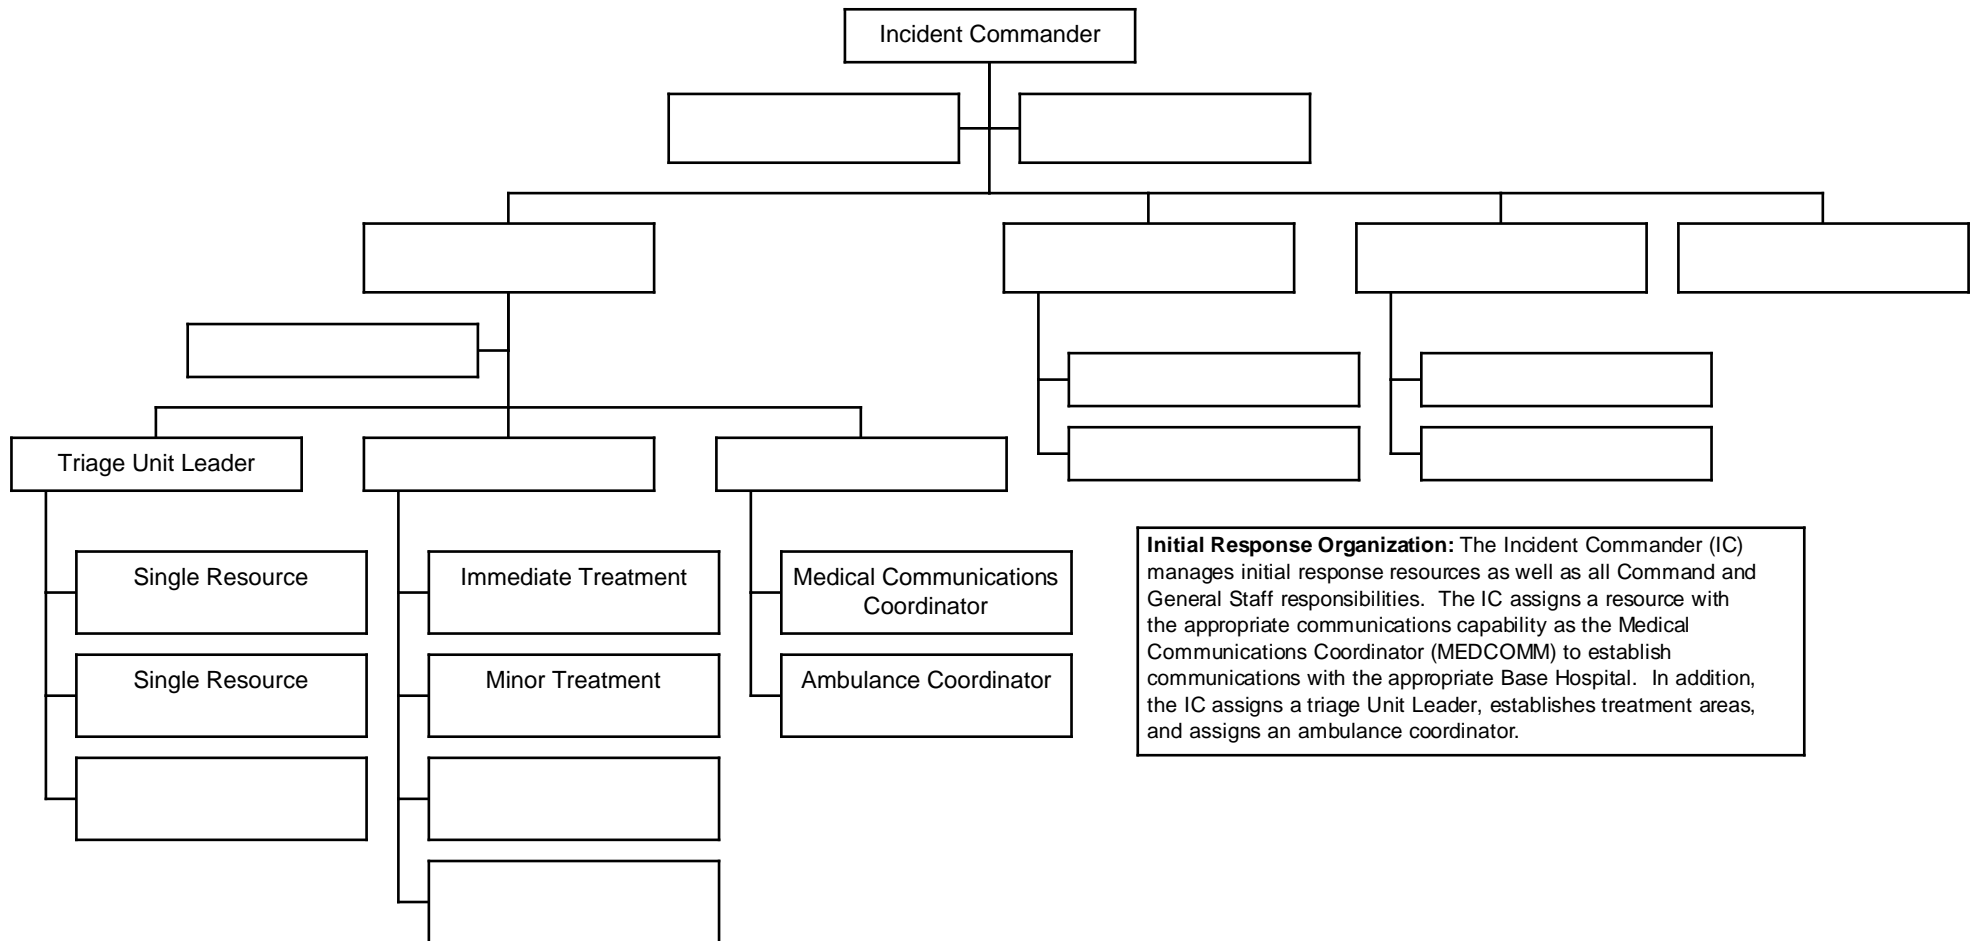 Incident Commander
Triage Unit Leader
Single Resource
Immediate Treatment
Medical Communications
Coordinator
Single Resource
Minor Treatment
Ambulance Coordinator
Initial Response Organization: The Incident Commander (IC)
manages initial response resources as well as all Command and
General Staff responsibilities. The IC assigns a resource with
the appropriate communications capability as the Medical
Communications Coordinator (MEDCOMM) to establish
communications with the appropriate Base Hospital. In addition,
the IC assigns a triage Unit Leader, establishes treatment areas,
and assigns an ambulance coordinator.